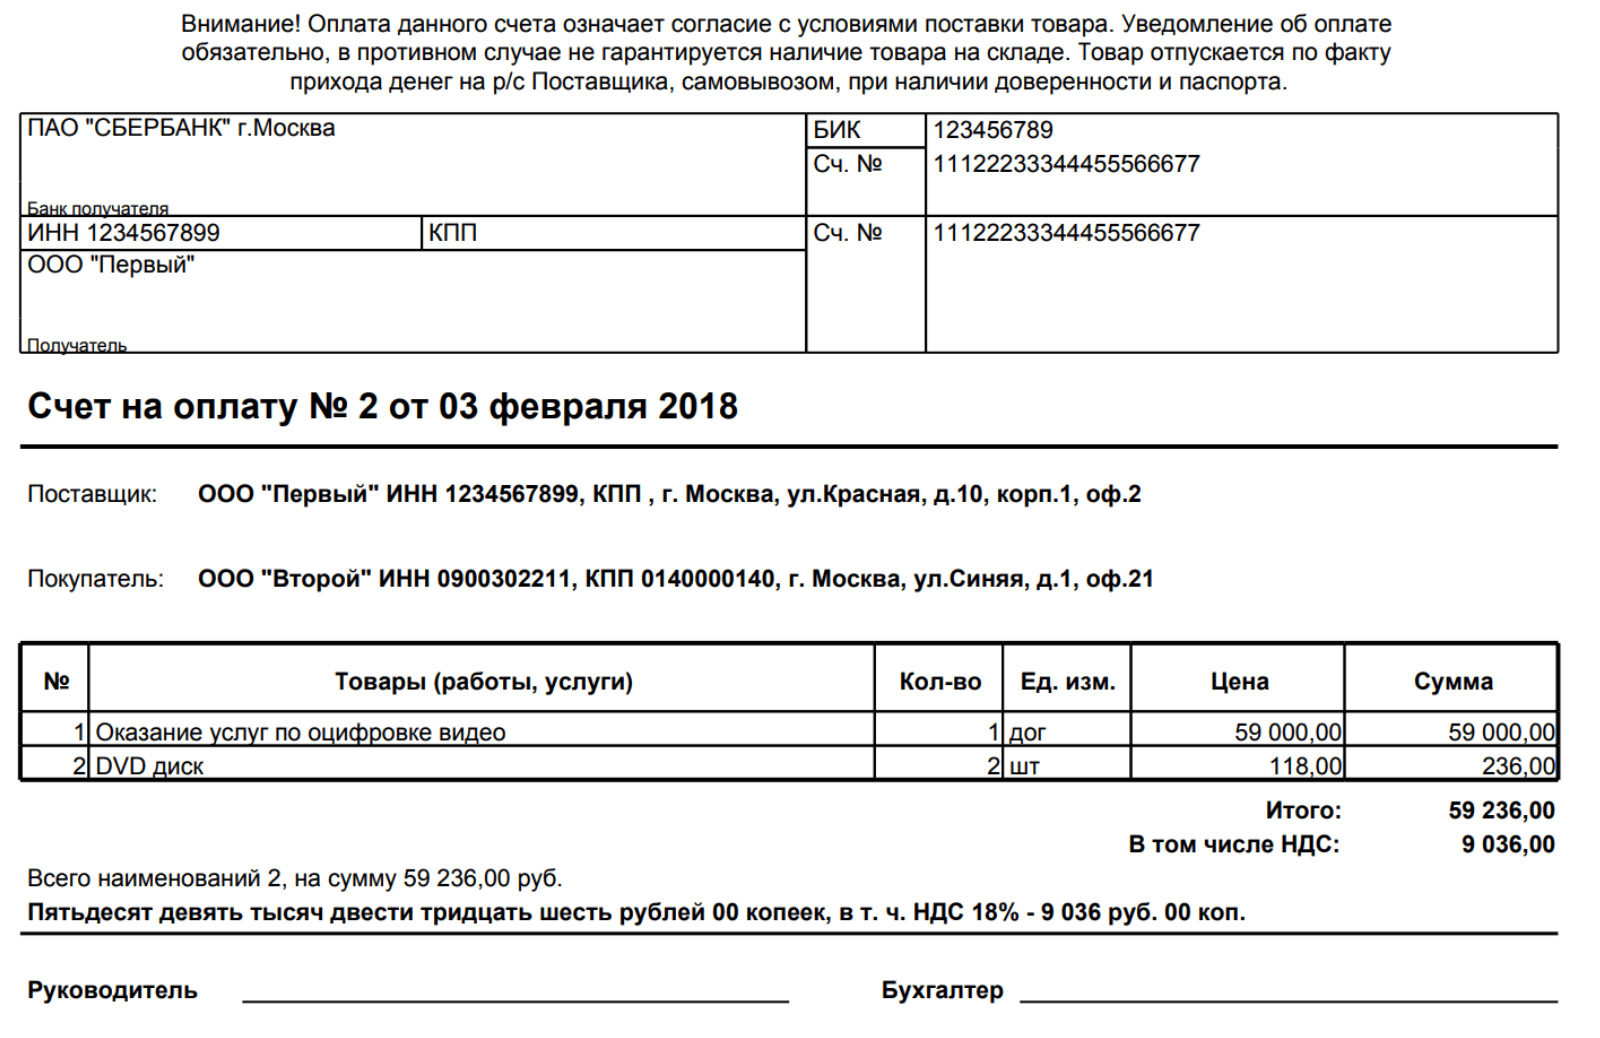 Внимание! Оплата данного счета означает согласие с условиями поставки товара. Уведомление об оплате
обязательно, в противном случае не гарантируется наличие товара на складе. Товар отпускается по факту
прихода денег на р/с Поставщика, самовывозом, при наличии доверенности и паспорта.
ПАО "СБЕРБАНК" г.Москва БИК 123456789
Сч. № 11122233344455566677
Банк получателя
ИНН 1234567899 КПП Сч. № 11122233344455566677
ООО "Первый"
Получатель
Счет на оплату № 2 от 03 февраля 2018
Поставщик: ООО "Первый" ИНН 1234567899, КПП , г. Москва, ул.Красная, д.10, корп.1, оф.2
Покупатель: ООО "Второй" ИНН 0900302211, КПП 0140000140, г. Москва, ул.Синяя, д.1, оф.21
№ Товары (работы, услуги) Кол-во Ед. изм. Цена Сумма
1 Оказание услуг по оцифровке видео 1 дог 59 000,00 59 000,00
2 DVD диск 2 шт 118,00 236,00
Итого: 59 236,00
В том числе НДС: 9 036,00
Всего наименований 2, на сумму 59 236,00 руб.
Пятьдесят девять тысяч двести тридцать шесть рублей 00 копеек, в т. ч. НДС 18% - 9 036 руб. 00 коп.
Руководитель Бухгалтер